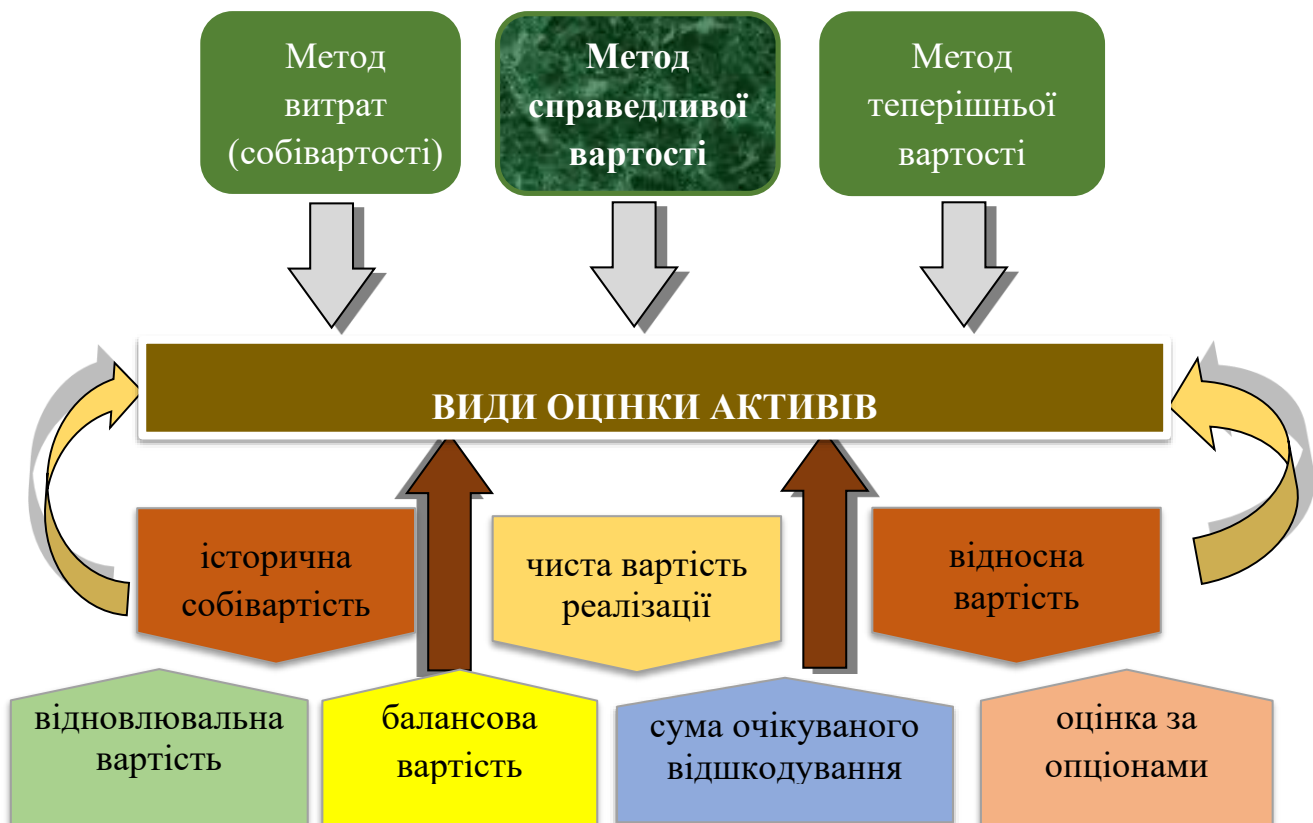 Метод
витрат
(собівартості)
Метод
справедливої
вартості
Метод
теперішньої
вартості
ВИДИ ОЦІНКИ АКТИВІВ
історична
собівартість
чиста вартість
реалізації
відносна
вартість
відновлювальна
вартість
балансова
вартість
сума очікуваного
відшкодування
оцінка за
опціонами